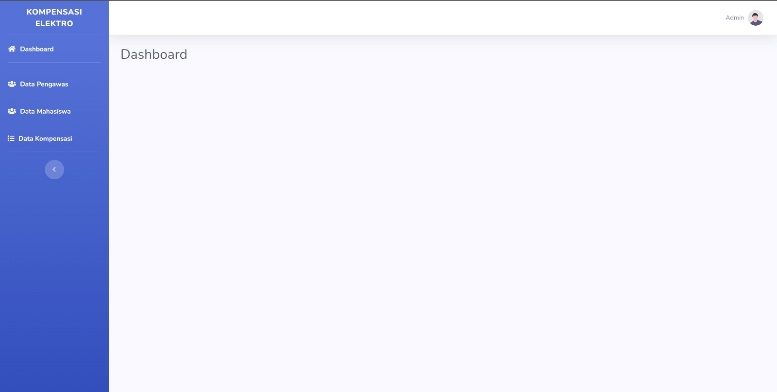 KOMPENSASI
ELEKTRO
Admin
Dashboard
Dashboard
Data Pengawas
Data Mahasiswa
Data Kompensasi